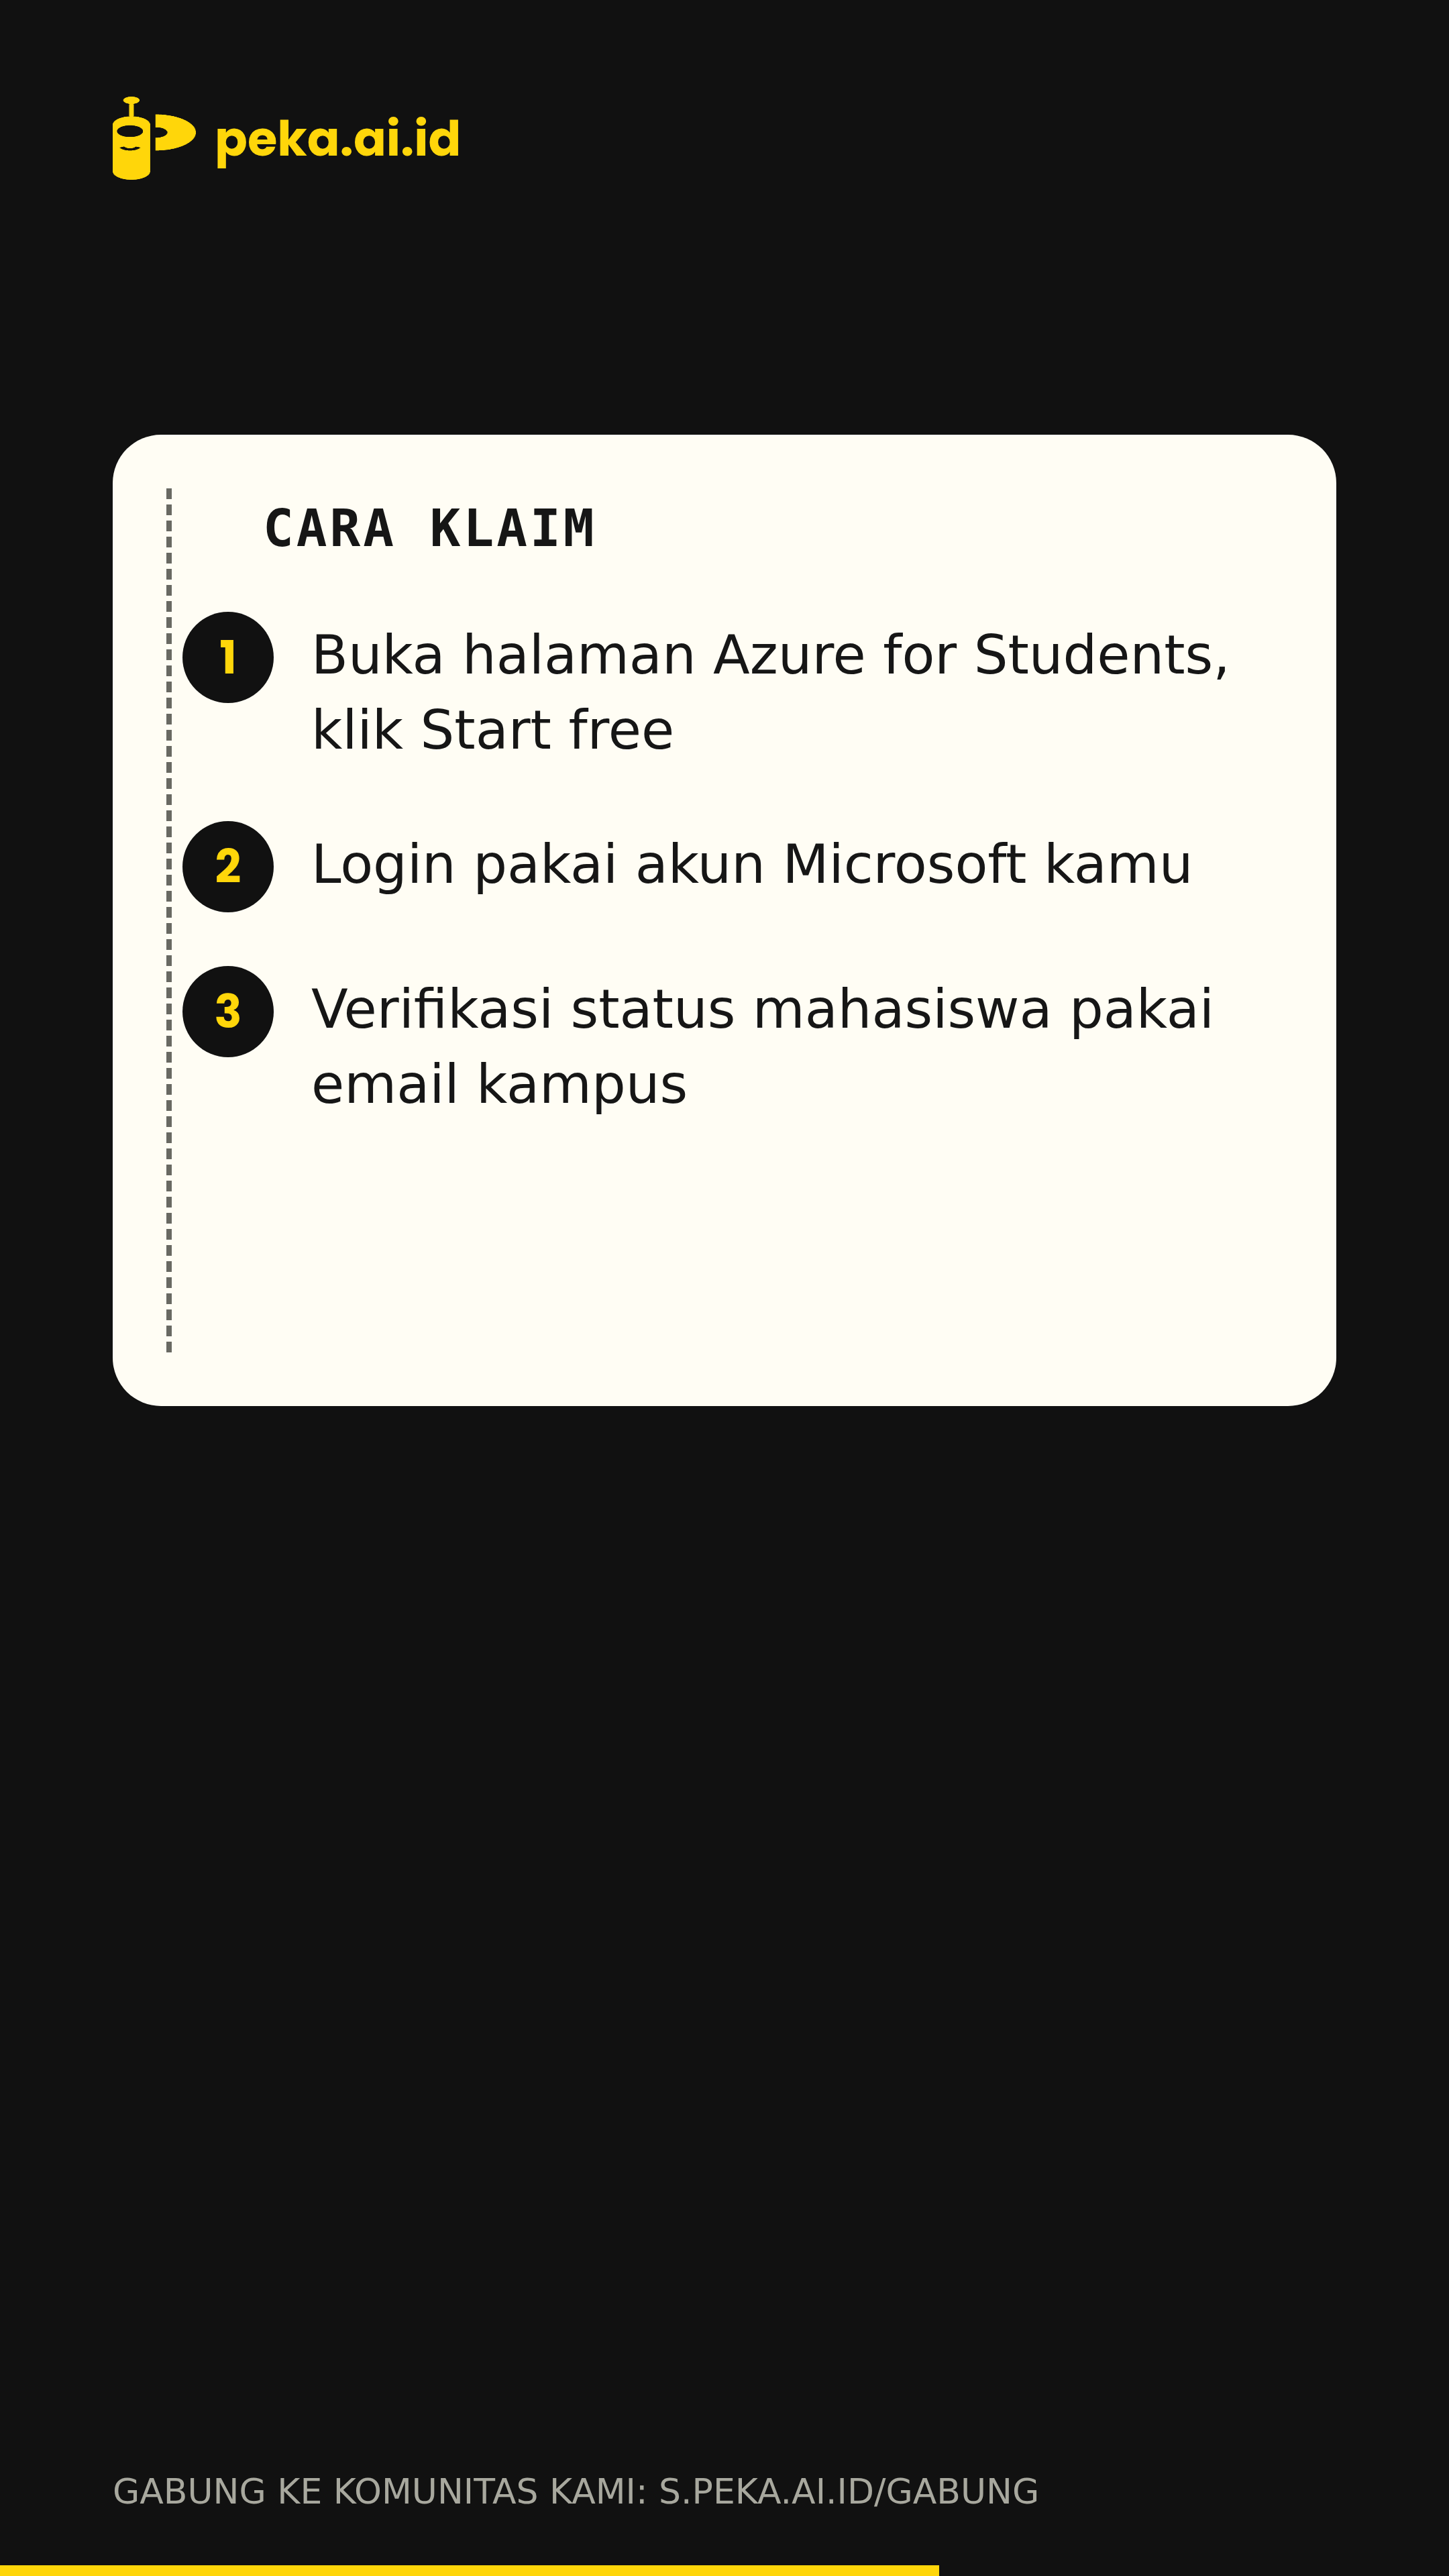 peka.ai.id
CARA KLAIM
1 Buka halaman Azure for Students,
klik Start free
2 Login pakai akun Microsoft kamu
3 Verifikasi status mahasiswa pakai
email kampus
GABUNG KE KOMUNITAS KAMI: S.PEKA.AI.ID/GABUNG